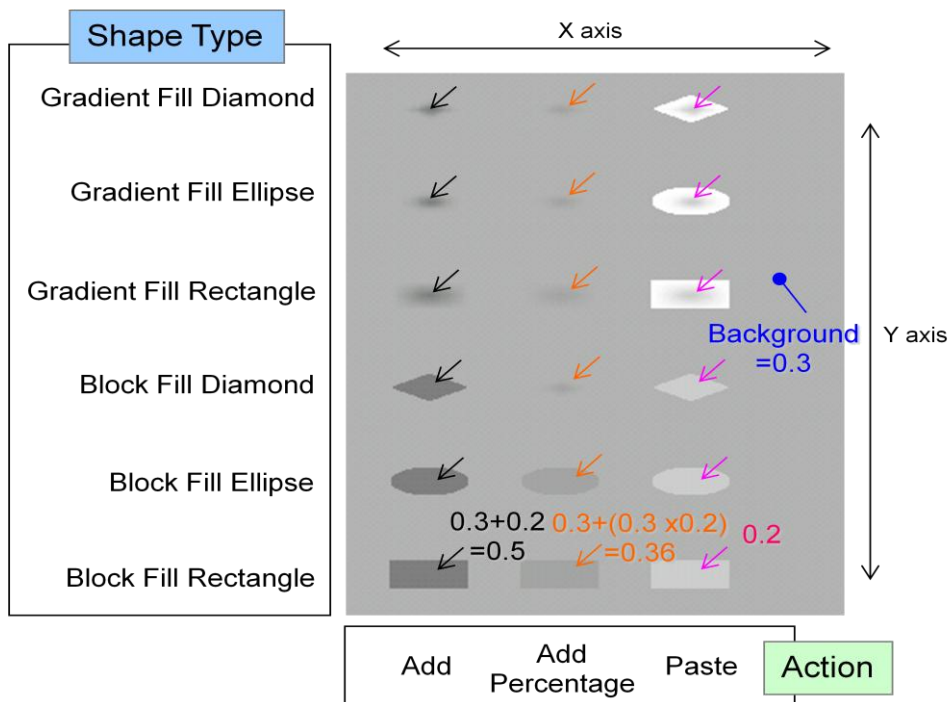 Shape Type
X axis
Gradient Fill Diamond
Gradient Fill Ellipse
Gradient Fill Rectangle
Background
=0.3
Y axis
Block Fill Diamond
Block Fill Ellipse
0.3+0.2
=0.5
0.3+(0.3 x0.2)
=0.36
0.2
Block Fill Rectangle
Add
Add
Percentage
Paste
Action